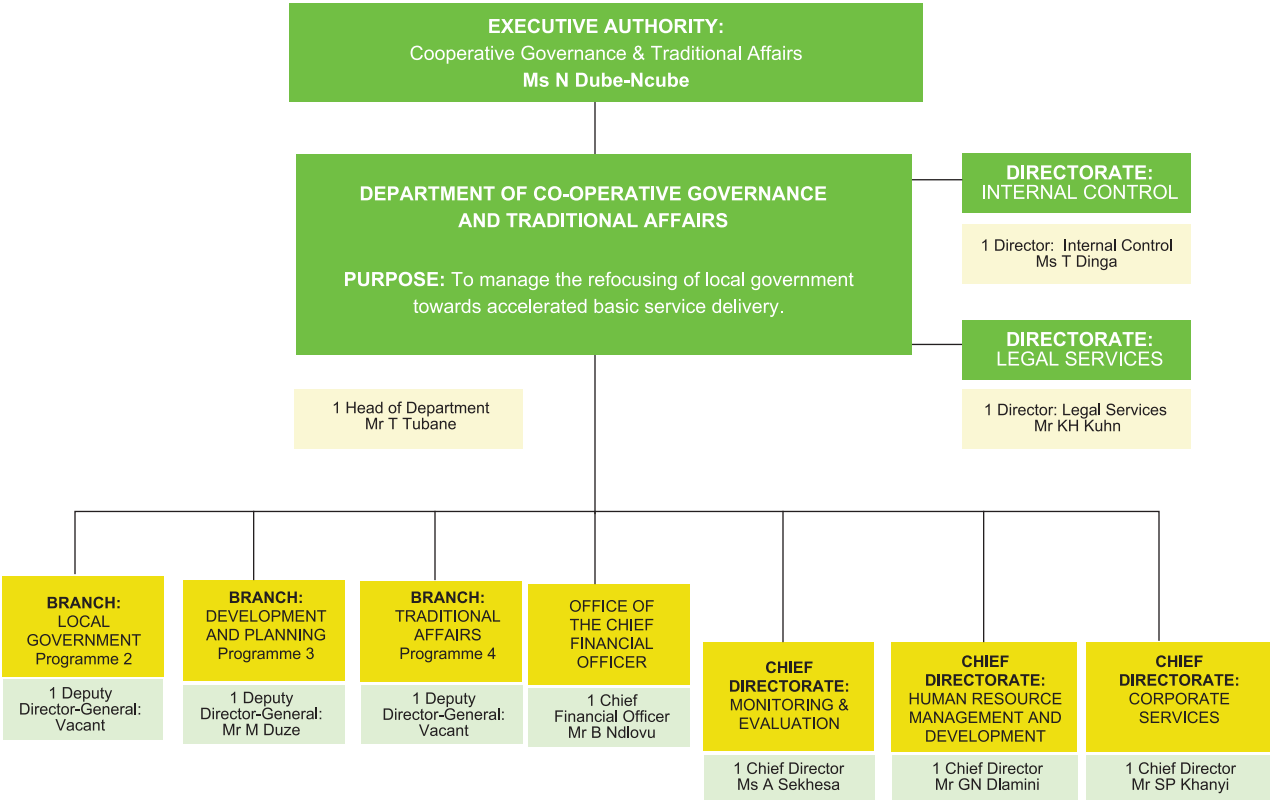 EXECUTIVE AUTHORITY:
Cooperative Governance & Traditional Affairs
Ms N Dube-Ncube
DEPARTMENT OF CO-OPERATIVE GOVERNANCE
AND TRADITIONAL AFFAIRS
PURPOSE: To manage the refocusing of local government
towards accelerated basic service delivery.
DIRECTORATE:
INTERNAL CONTROL
1 Director:  Internal Control
Ms T Dinga
DIRECTORATE:
LEGAL SERVICES
1 Director: Legal Services
Mr KH Kuhn
1 Head of Department
Mr T Tubane
BRANCH:
LOCAL
GOVERNMENT
Programme 2
1 Deputy
Director-General:
Vacant
BRANCH:
DEVELOPMENT
AND PLANNING
Programme 3
1 Deputy
Director-General:
Mr M Duze
BRANCH:
TRADITIONAL
AFFAIRS
Programme 4
1 Deputy
Director-General:
Vacant
OFFICE OF
THE CHIEF
FINANCIAL
OFFICER
1 Chief
Financial Officer
Mr B Ndlovu
CHIEF
DIRECTORATE:
MONITORING &
EVALUATION
1 Chief Director
Ms A Sekhesa
CHIEF
DIRECTORATE:
HUMAN RESOURCE
MANAGEMENT AND
DEVELOPMENT
1 Chief Director
Mr GN Dlamini
CHIEF
DIRECTORATE:
CORPORATE
SERVICES
1 Chief Director
Mr SP Khanyi